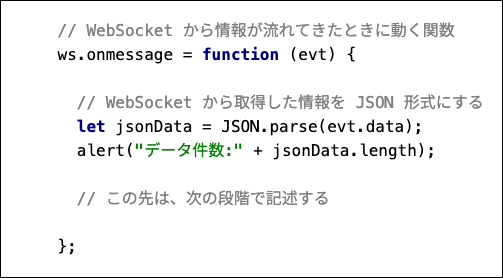 // WebSocket から情報が流れてきたときに動く関数
ws.onmessage = function (evt) {
// WebSocket から取得した情報を JSON 形式にする
let jsonData = JSON.parse(evt.data);
alert("データ件数:" + jsonData.length);
// この先は、次の段階で記述する
};